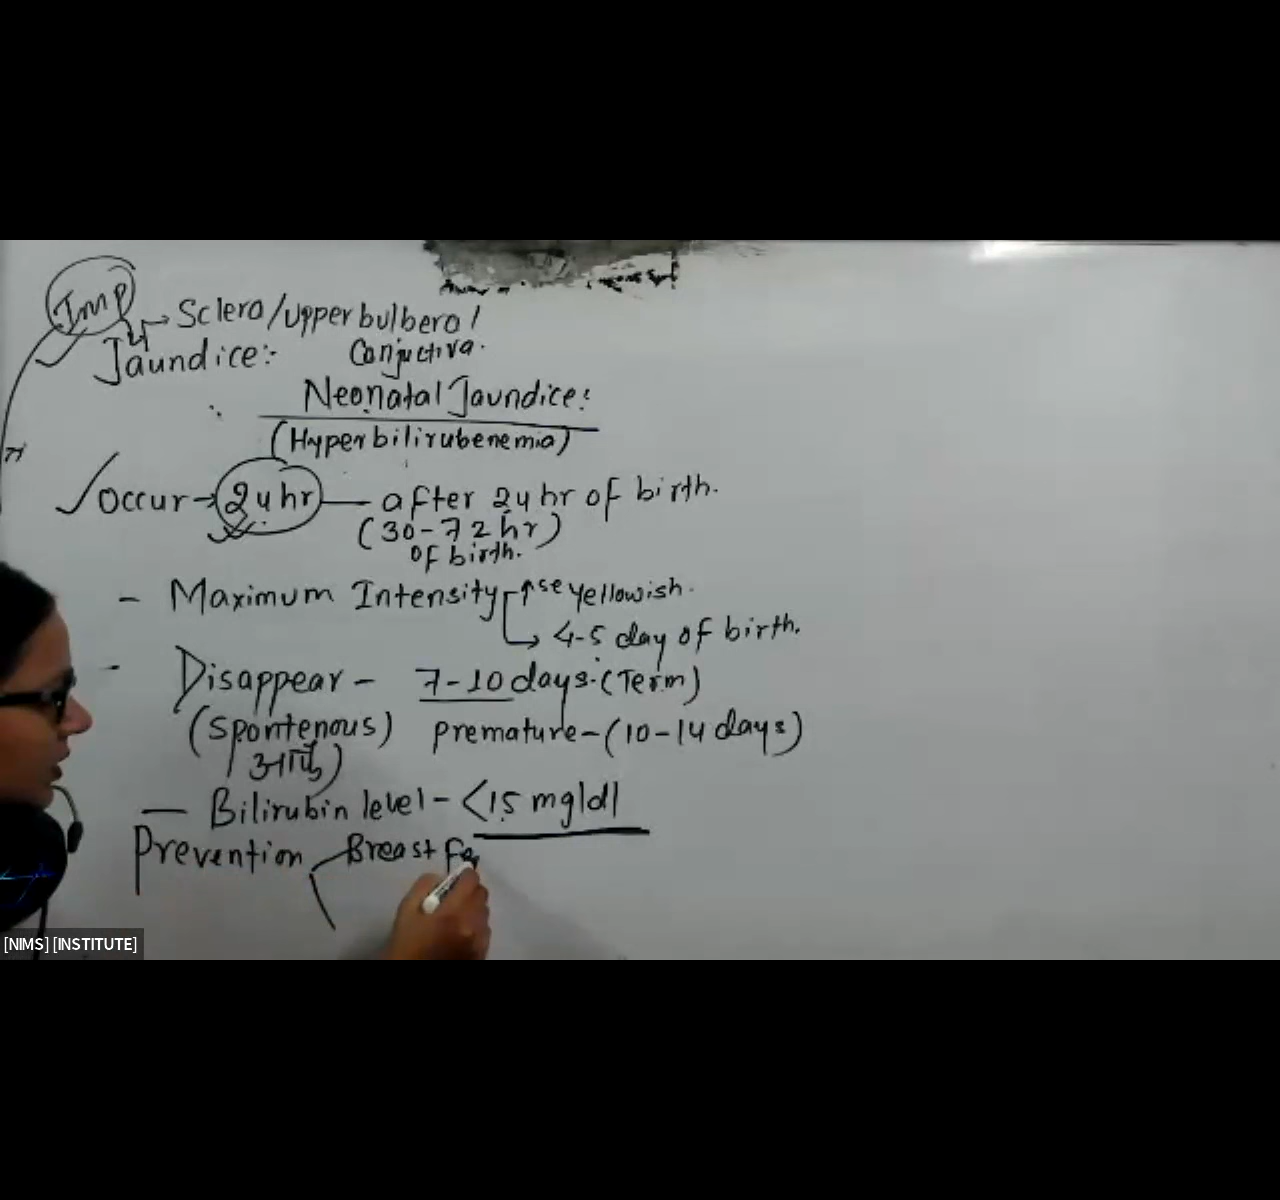 Imp
→ Sclera/upper bulberal
Jaundice:- Conjuctiva.
Neonatal Jaundice:
(Hyperbilirubenemia)
✓ Occur → 24 hr — after 24 hr of birth.
(30-72 hr)
of birth.
- Maximum Intensity ↑se yellowish.
→ 4-5 day of birth.
- Disappear - 7-10 days. (Term)
(Spontenous) premature - (10-14 days)
— Bilirubin level - <15 mg/dl
Prevention Breast Fe
[NIMS] [INSTITUTE]